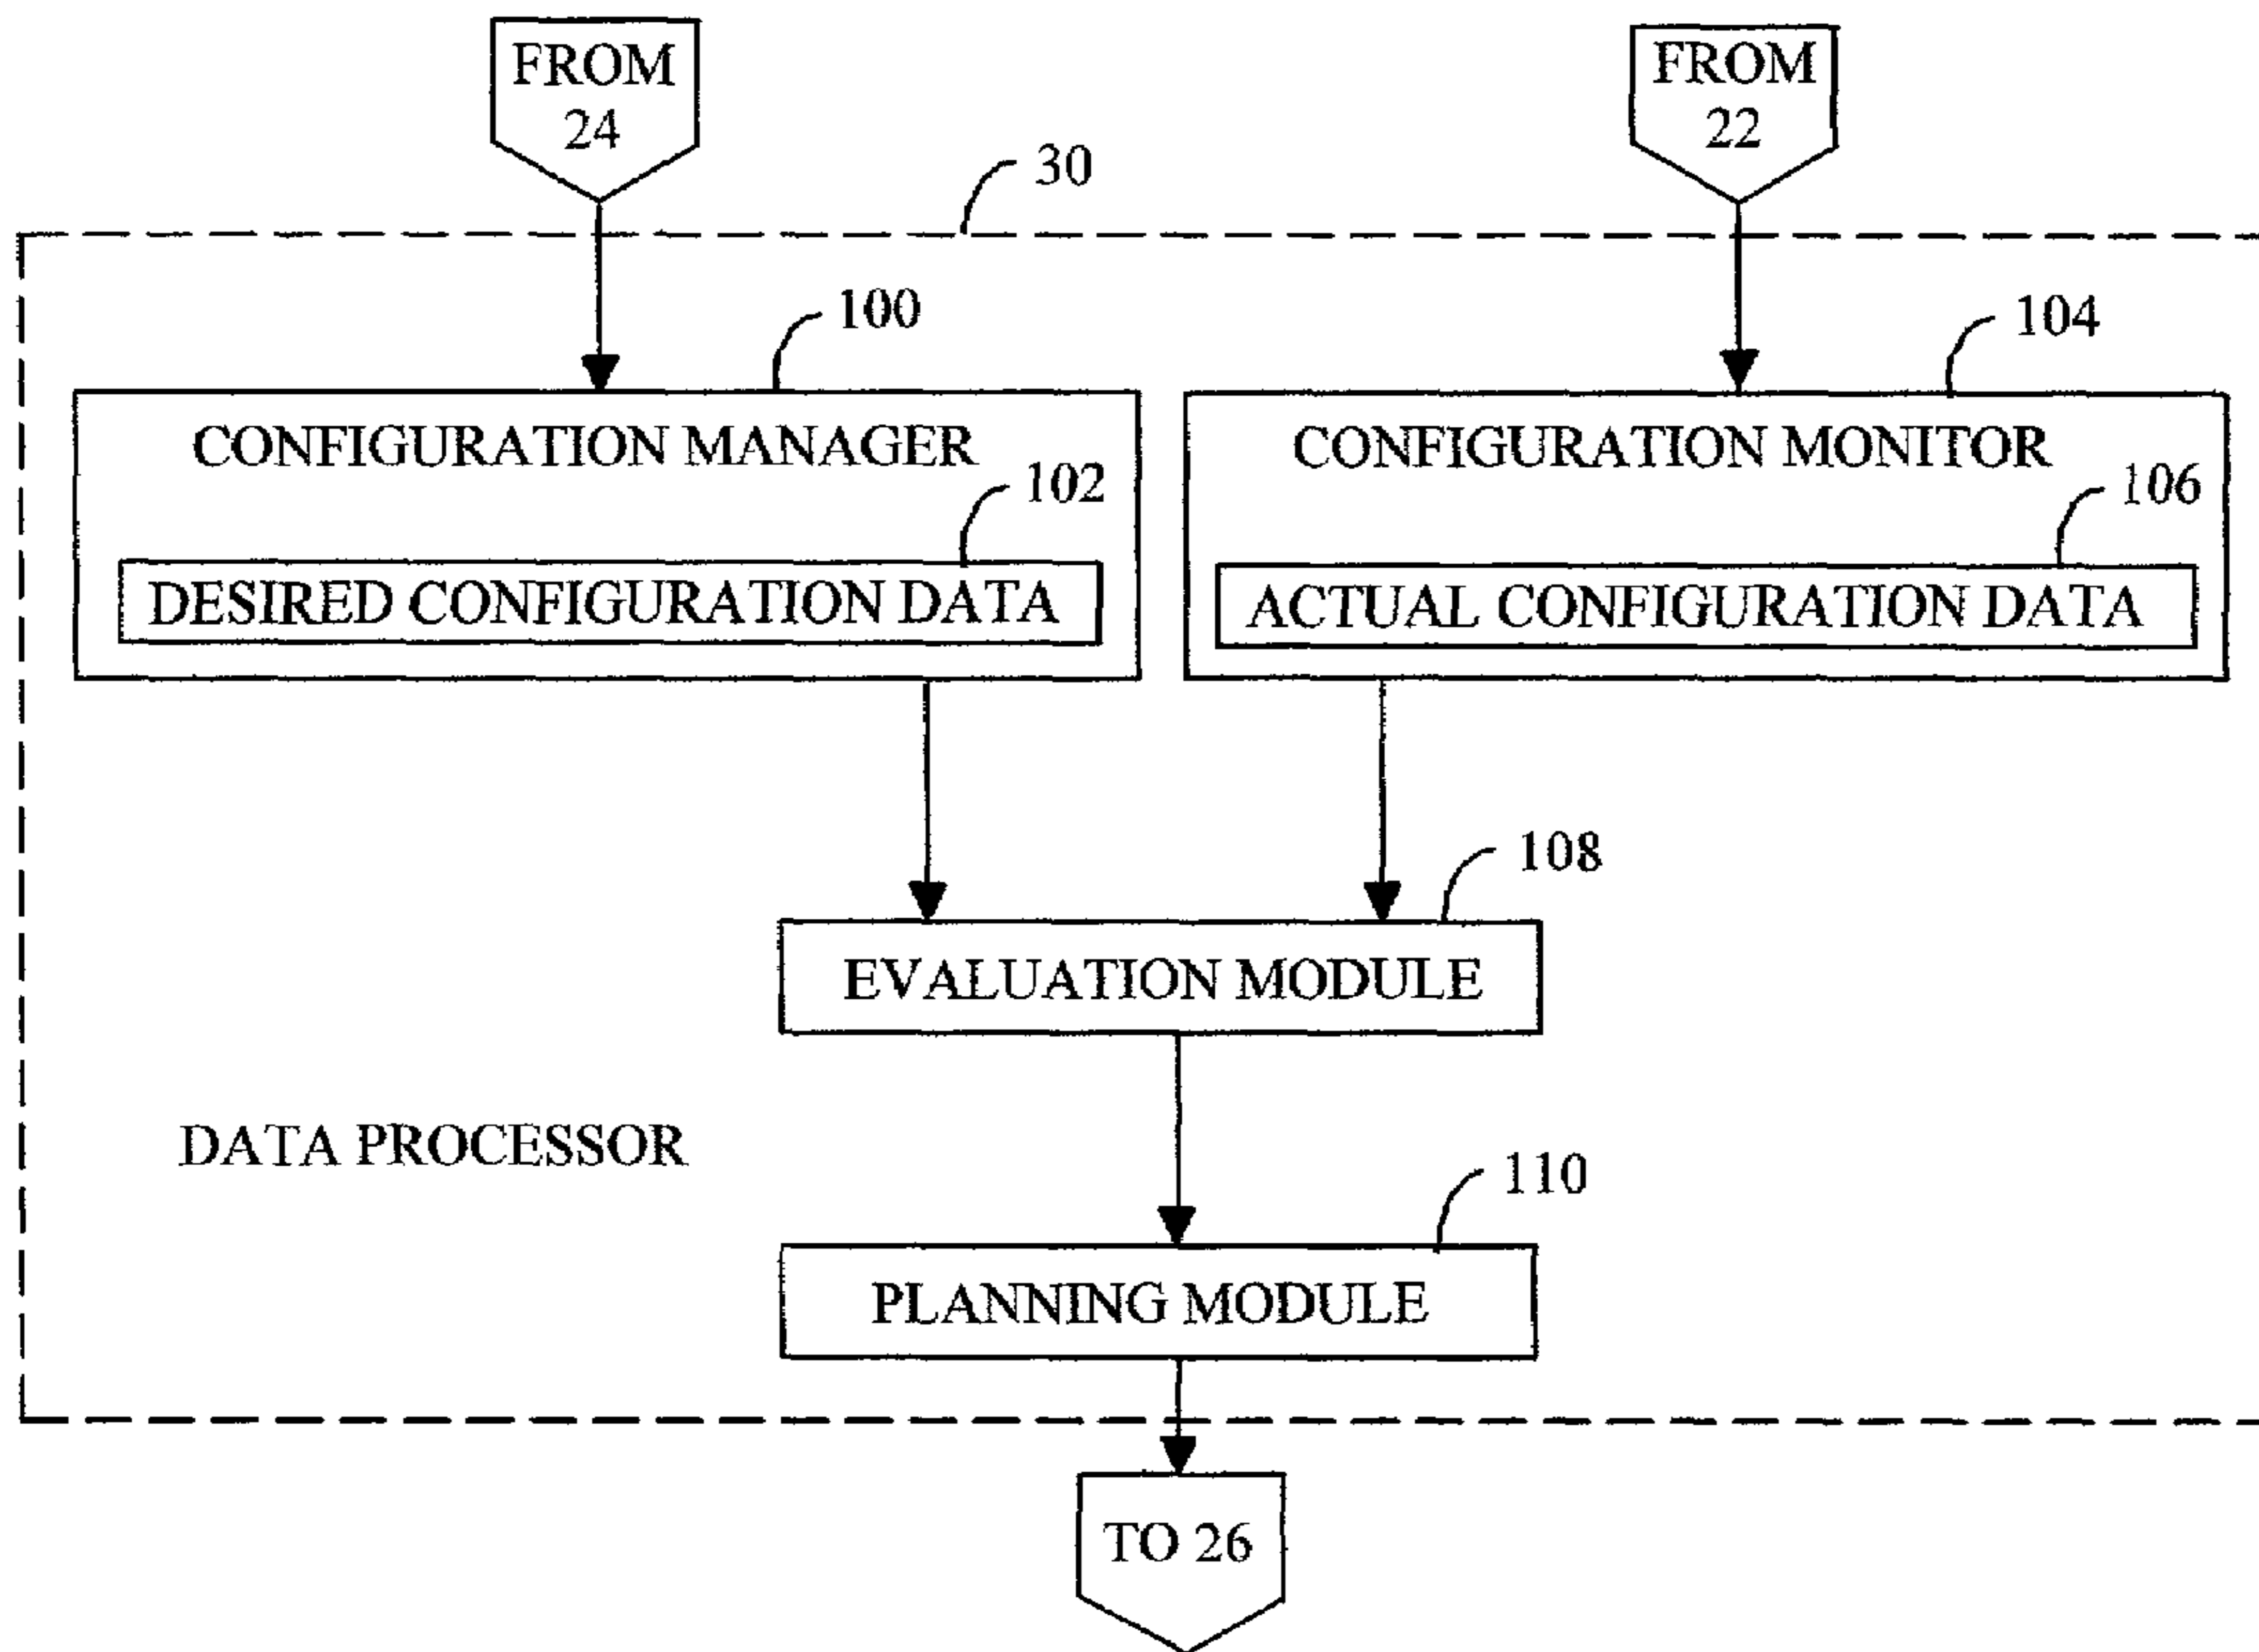 FROM
24
FROM
22
30
100
104
CONFIGURATION MANAGER
CONFIGURATION MONITOR
102
106
DESIRED CONFIGURATION DATA
ACTUAL CONFIGURATION DATA
108
EVALUATION MODULE
DATA PROCESSOR
110
PLANNING MODULE
TO 26